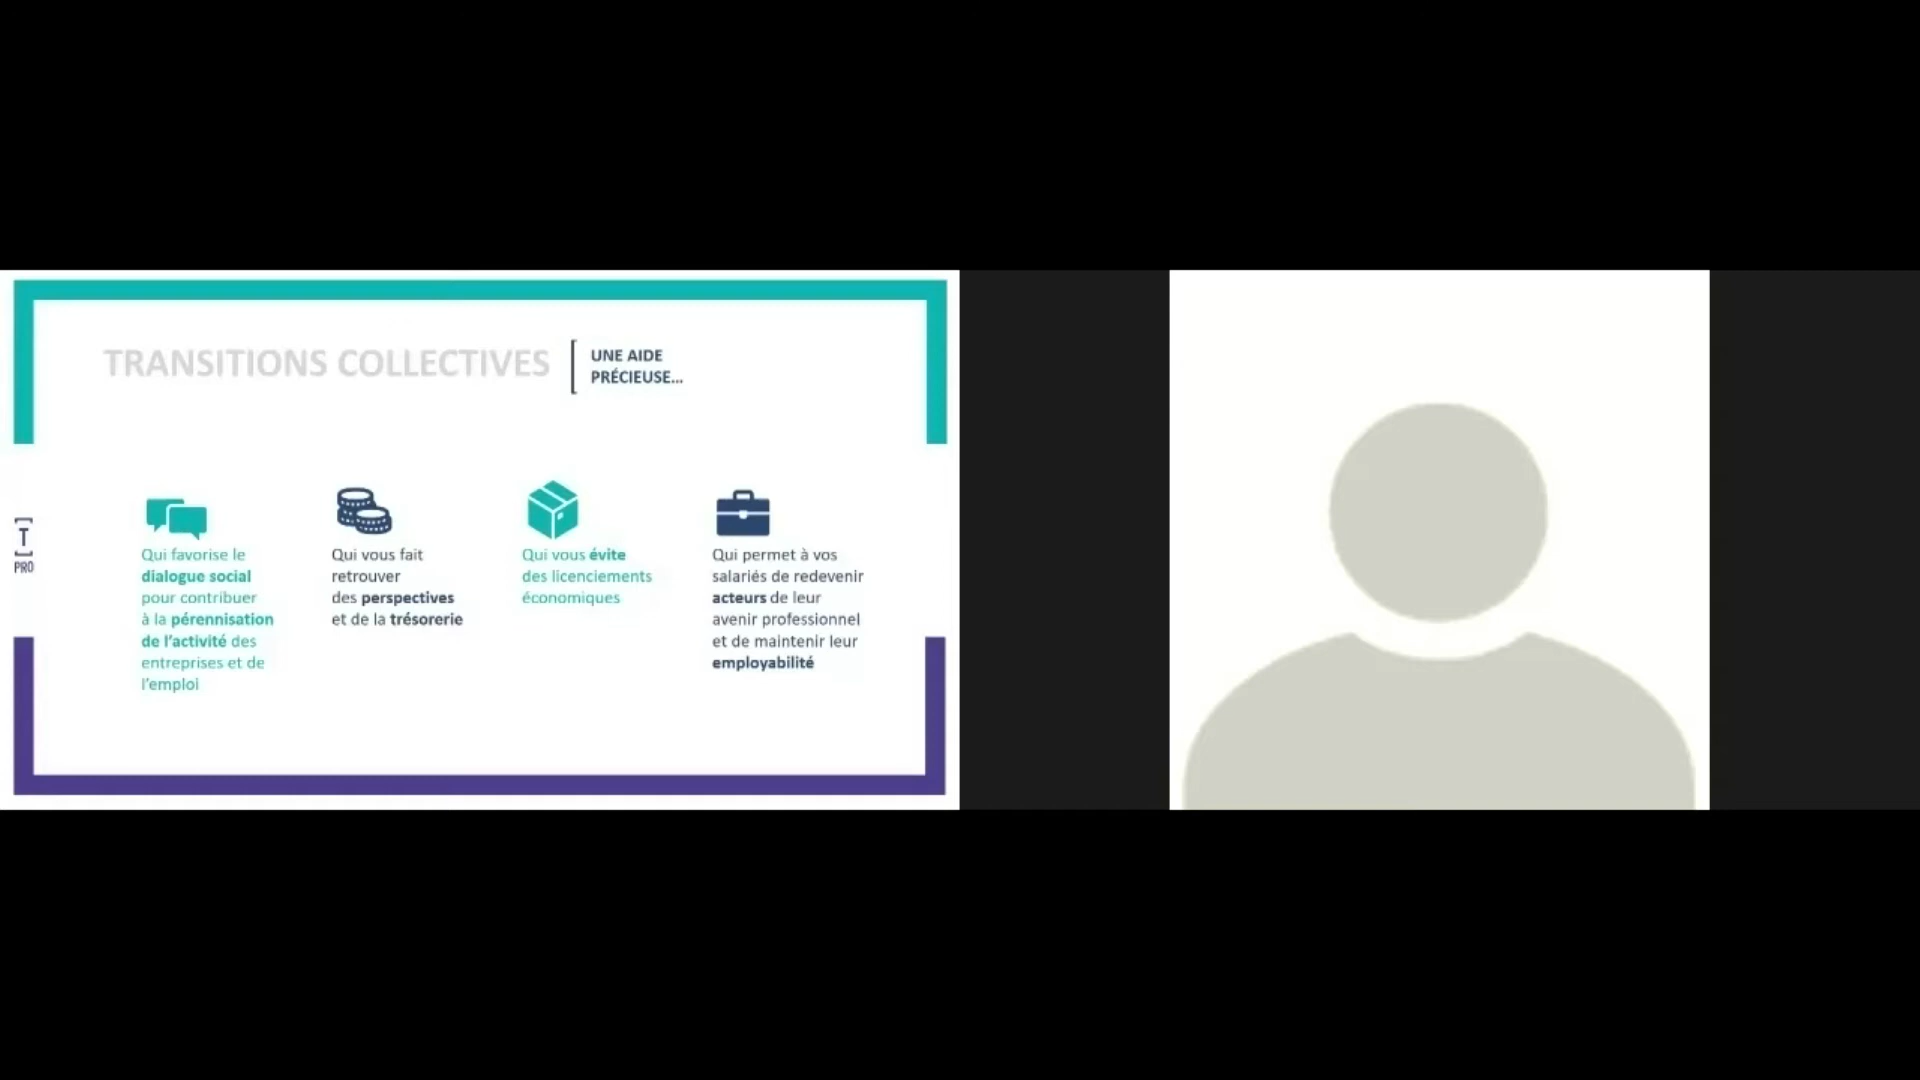 TRANSITIONS COLLECTIVES
UNE AIDE
PRÉCIEUSE...
[T]
PRO
Qui favorise le
dialogue social
pour contribuer
à la pérennisation
de l'activité des
entreprises et de
l'emploi
Qui vous fait
retrouver
des perspectives
et de la trésorerie
Qui vous évite
des licenciements
économiques
Qui permet à vos
salariés de redevenir
acteurs de leur
avenir professionnel
et de maintenir leur
employabilité